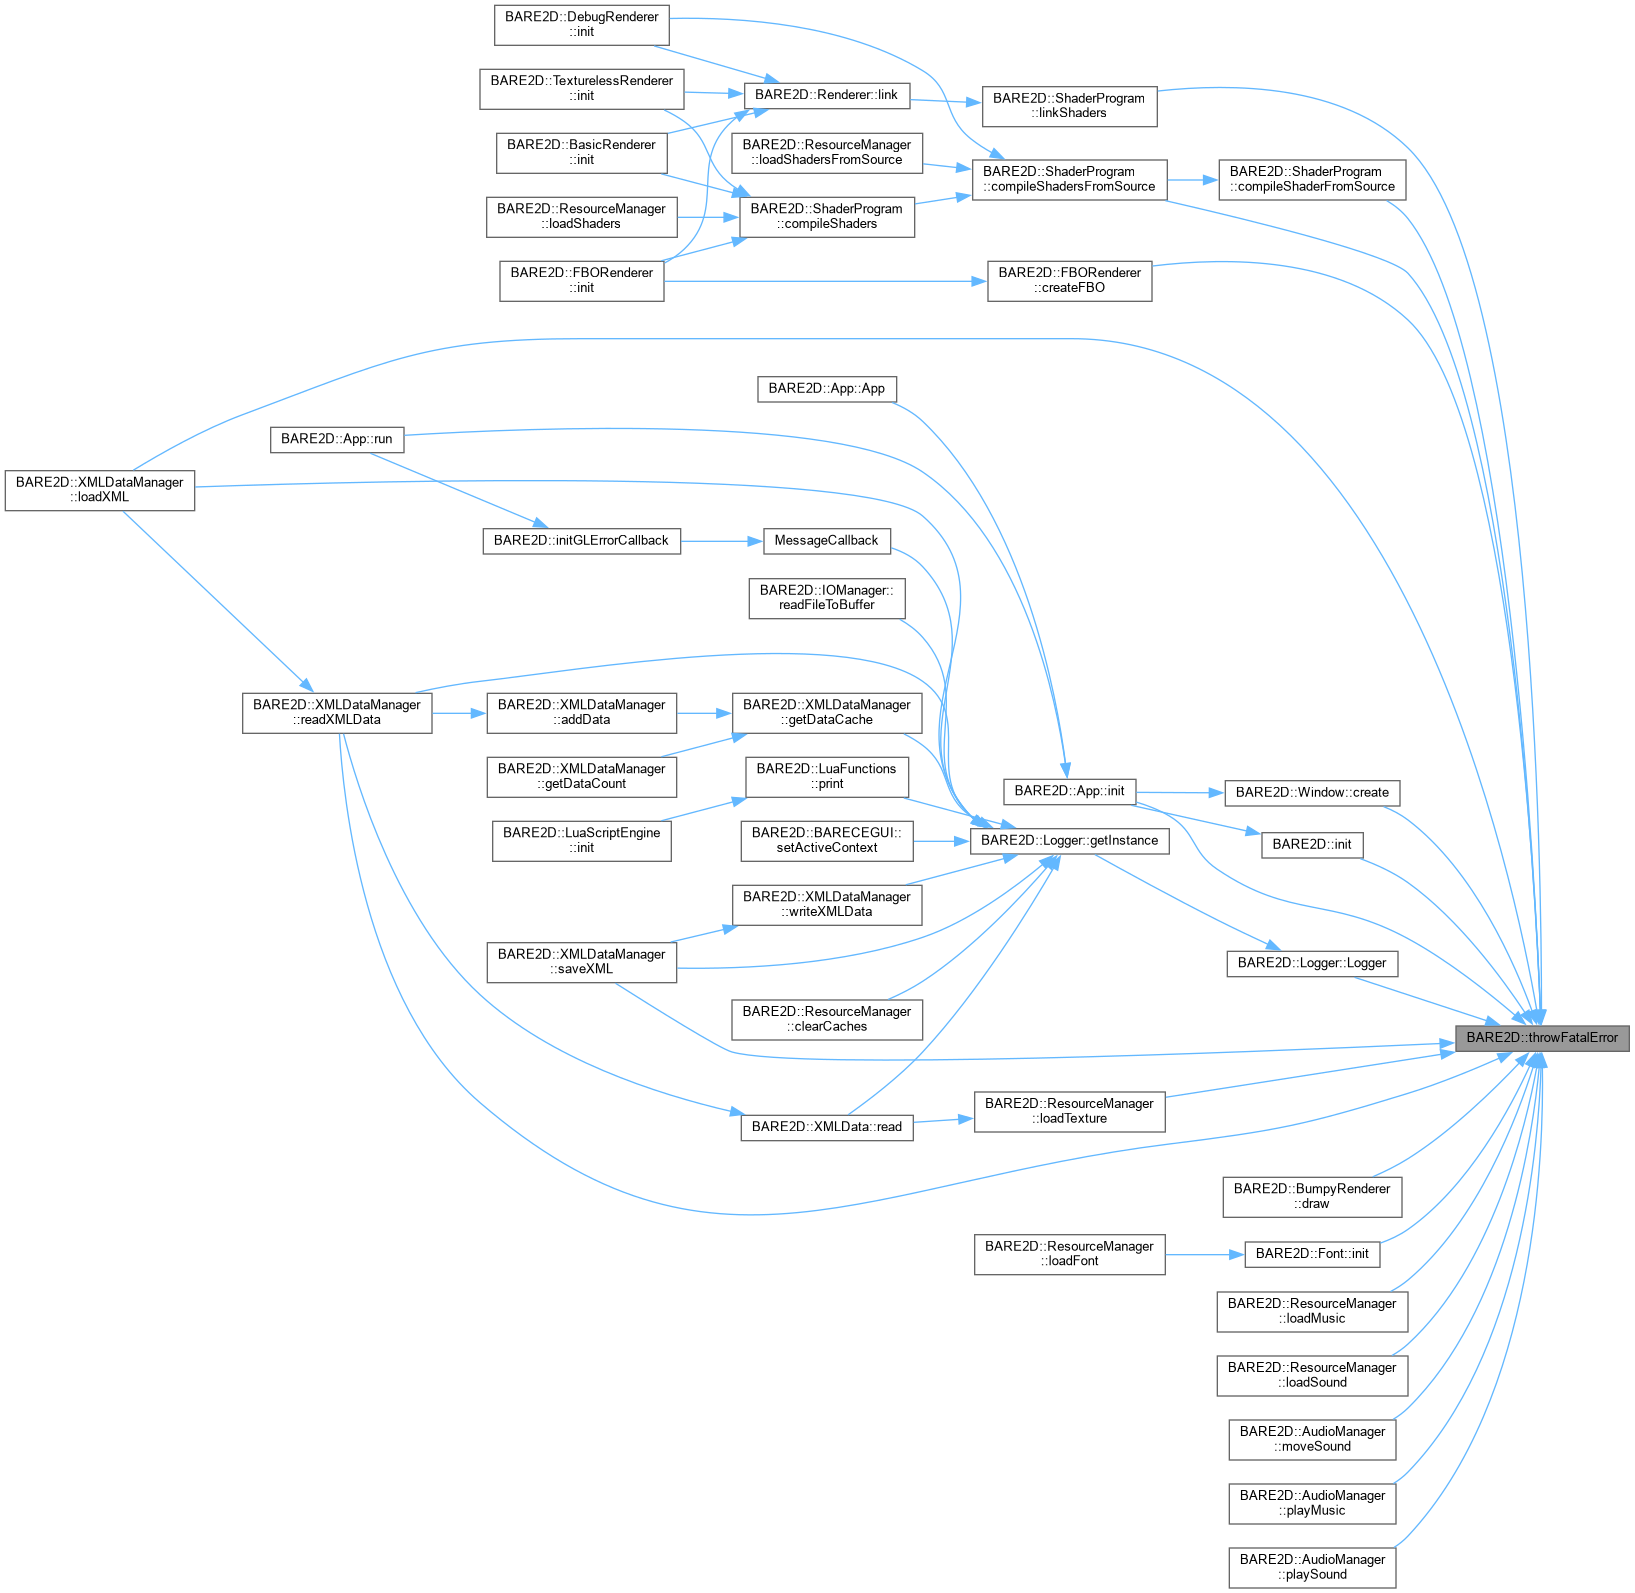 BARE2D::DebugRenderer
::init
BARE2D::TexturelessRenderer
::init
BARE2D::Renderer::link
BARE2D::ShaderProgram
::linkShaders
BARE2D::BasicRenderer
::init
BARE2D::ResourceManager
::loadShadersFromSource
BARE2D::ShaderProgram
::compileShadersFromSource
BARE2D::ShaderProgram
::compileShaderFromSource
BARE2D::ResourceManager
::loadShaders
BARE2D::ShaderProgram
::compileShaders
BARE2D::FBORenderer
::init
BARE2D::FBORenderer
::createFBO
BARE2D::App::App
BARE2D::App::run
BARE2D::XMLDataManager
::loadXML
BARE2D::initGLErrorCallback
MessageCallback
BARE2D::IOManager::
readFileToBuffer
BARE2D::XMLDataManager
::readXMLData
BARE2D::XMLDataManager
::addData
BARE2D::XMLDataManager
::getDataCache
BARE2D::XMLDataManager
::getDataCount
BARE2D::LuaFunctions
::print
BARE2D::App::init
BARE2D::Window::create
BARE2D::LuaScriptEngine
::init
BARE2D::BARECEGUI::
setActiveContext
BARE2D::Logger::getInstance
BARE2D::init
BARE2D::XMLDataManager
::writeXMLData
BARE2D::XMLDataManager
::saveXML
BARE2D::Logger::Logger
BARE2D::ResourceManager
::clearCaches
BARE2D::throwFatalError
BARE2D::XMLData::read
BARE2D::ResourceManager
::loadTexture
BARE2D::BumpyRenderer
::draw
BARE2D::ResourceManager
::loadFont
BARE2D::Font::init
BARE2D::ResourceManager
::loadMusic
BARE2D::ResourceManager
::loadSound
BARE2D::AudioManager
::moveSound
BARE2D::AudioManager
::playMusic
BARE2D::AudioManager
::playSound